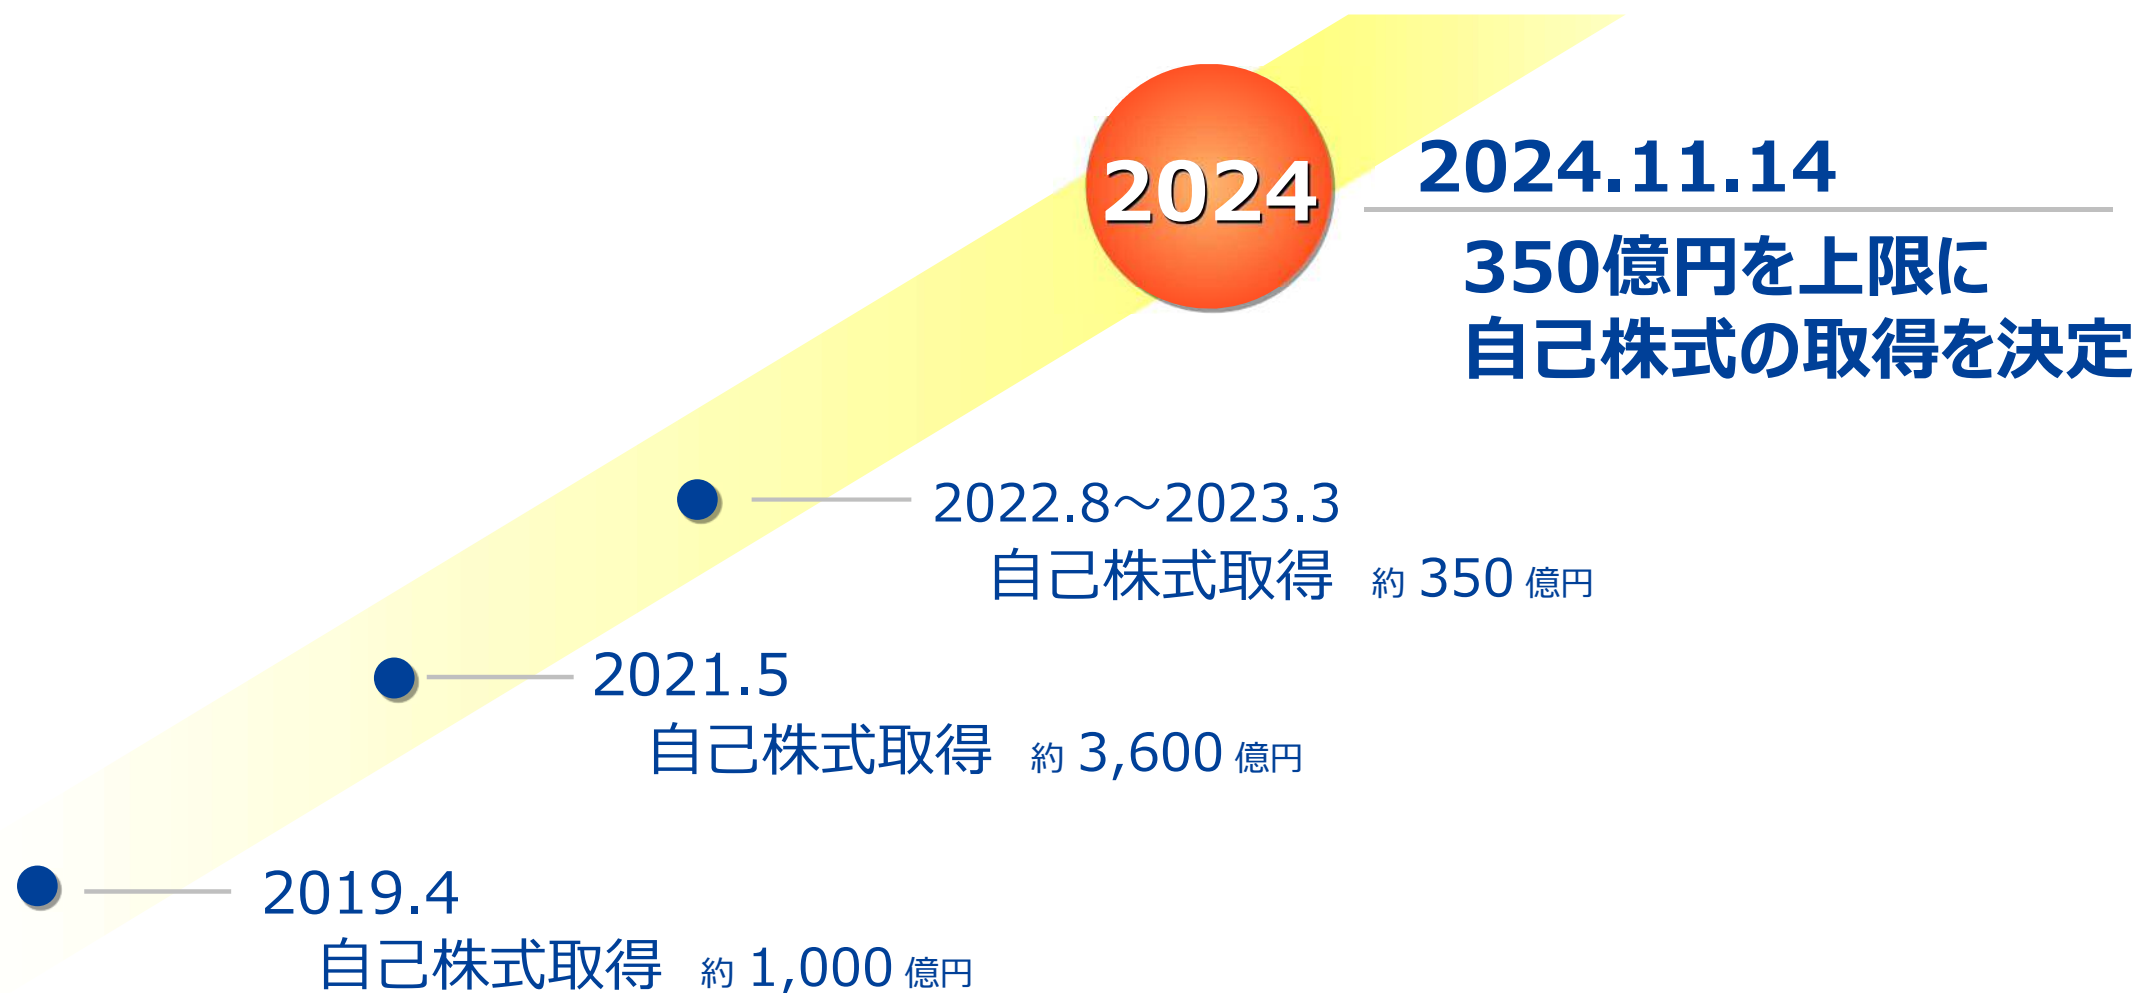 2024
2024.11.14
350億円を上限に
自己株式の取得を決定
2022.8～2023.3
自己株式取得 約 350 億円
2021.5
自己株式取得 約 3,600 億円
2019.4
自己株式取得 約 1,000 億円